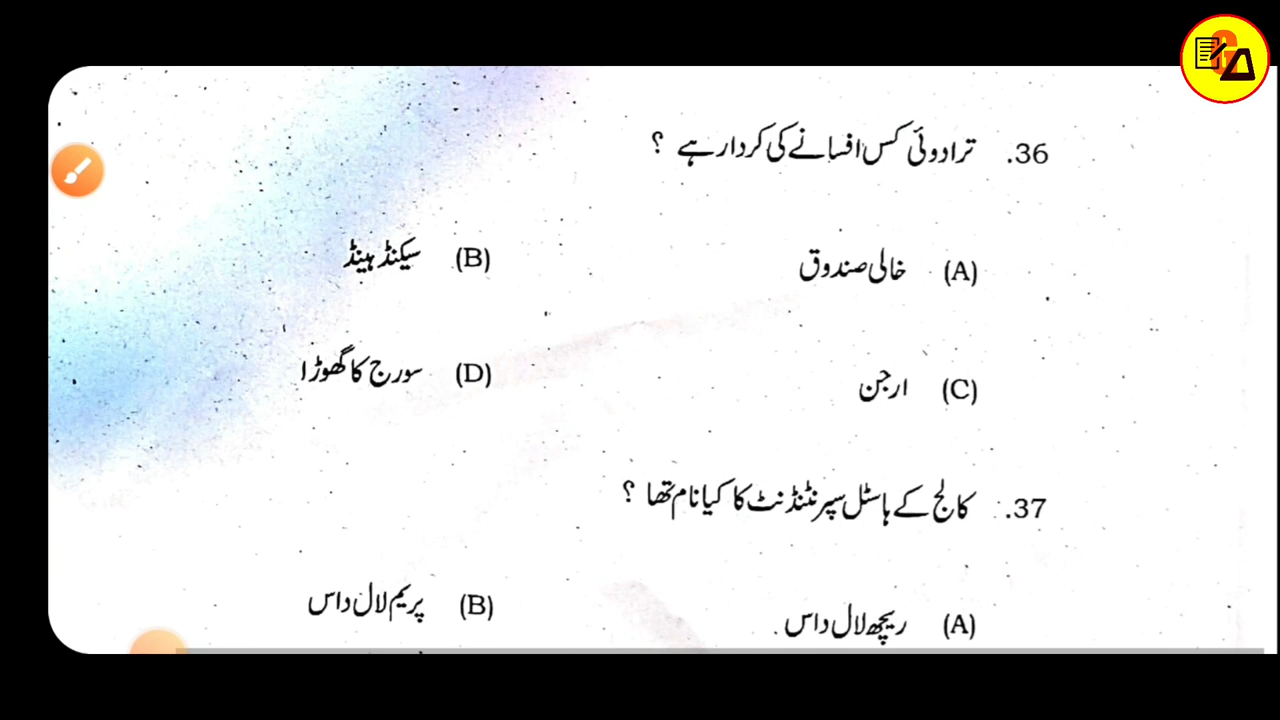 36. ترادوئی کس افسانے کی کردار ہے ؟
(A) خالی صندوق (B) سیکنڈ ہینڈ
(C) ارجن (D) سورج کا گھوڑا
37. کالج کے ہاسٹل سپرنٹنڈنٹ کا کیا نام تھا ؟
(A) ریچھ لال داس (B) پریم لال داس